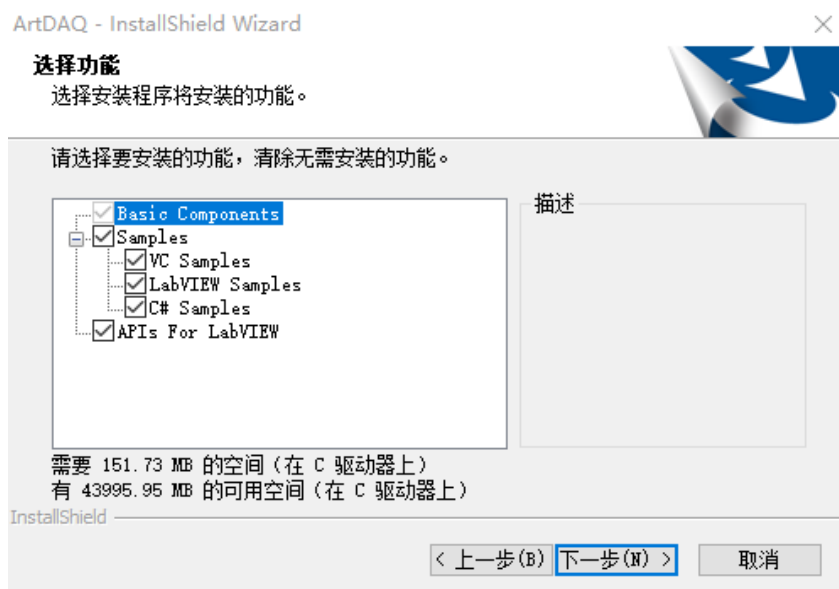 ArtDAQ - InstallShield Wizard
选择功能
选择安装程序将安装的功能。
请选择要安装的功能，清除无需安装的功能。
Basic Components
描述
Samples
VC Samples
LabVIEW Samples
C# Samples
APIs For LabVIEW
需要 151.73 MB 的空间（在 C 驱动器上）
有 43995.95 MB 的可用空间（在 C 驱动器上）
InstallShield
< 上一步(B) 下一步(N) > 取消